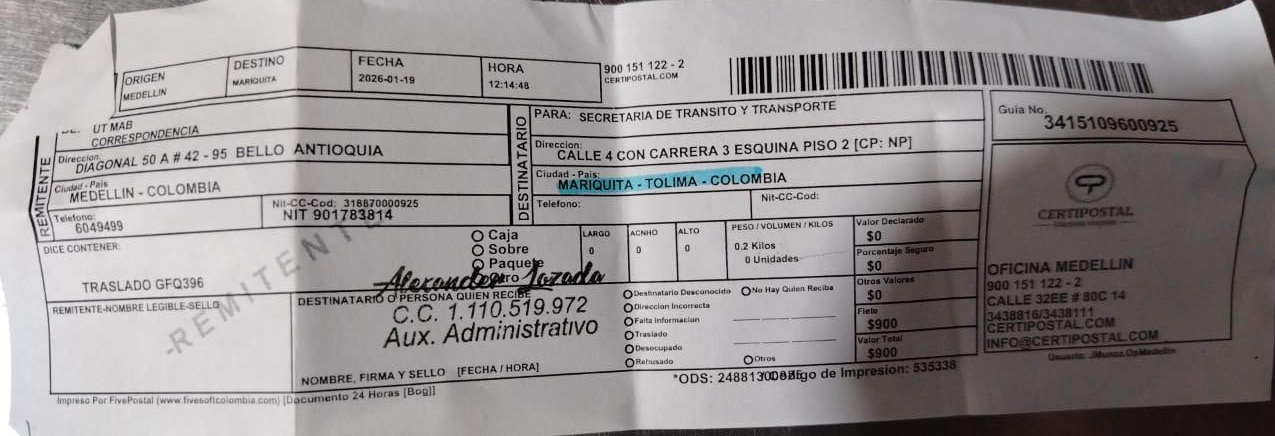 ORIGEN
MEDELLIN
DESTINO
MARIQUITA
FECHA
2026-01-19
HORA
12:14:48
900 151 122 - 2
CERTIPOSTAL.COM
REMITENTE
UT MAB
CORRESPONDENCIA
Direccion:
DIAGONAL 50 A # 42 - 95 BELLO ANTIOQUIA
Ciudad - Pais
MEDELLIN - COLOMBIA
Telefono:
6049499
Nit-CC-Cod: 318870000925
NIT 901783814
DESTINATARIO
PARA: SECRETARIA DE TRANSITO Y TRANSPORTE
Direccion:
CALLE 4 CON CARRERA 3 ESQUINA PISO 2 [CP: NP]
Ciudad - Pais:
MARIQUITA - TOLIMA - COLOMBIA
Telefono:
Nit-CC-Cod:
Guia No.
3415109600925
CERTIPOSTAL
OFICINA MEDELLIN
900 151 122 - 2
CALLE 32EE # 80C 14
3438816/3438111
CERTIPOSTAL.COM
INFO@CERTIPOSTAL.COM
Usuario: JMunoz.OpMedellin
DICE CONTENER:
TRASLADO GFQ396
Caja
Sobre
Paquete
LARGO
0
ACNHO
0
ALTO
0
PESO / VOLUMEN / KILOS
0.2 Kilos
0 Unidades
Valor Declarado
$0
Porcentaje Seguro
$0
Otros Valores
$0
Flete
$900
Valor Total
$900
REMITENTE-NOMBRE LEGIBLE-SELLO
-REMITENTE
DESTINATARIO O PERSONA QUIEN RECIBE
Alexander Lozada
C.C. 1.110.519.972
Aux. Administrativo
NOMBRE, FIRMA Y SELLO [FECHA / HORA]
Destinatario Desconocido
Direccion Incorrecta
Falta Informacion
Traslado
Desocupado
Rehusado
No Hay Quien Reciba
Otros
*ODS: Codigo de Impresion: 535338
Impreso Por FivePostal (www.fivesoftcolombia.com) [Documento 24 Horas [Bog]]